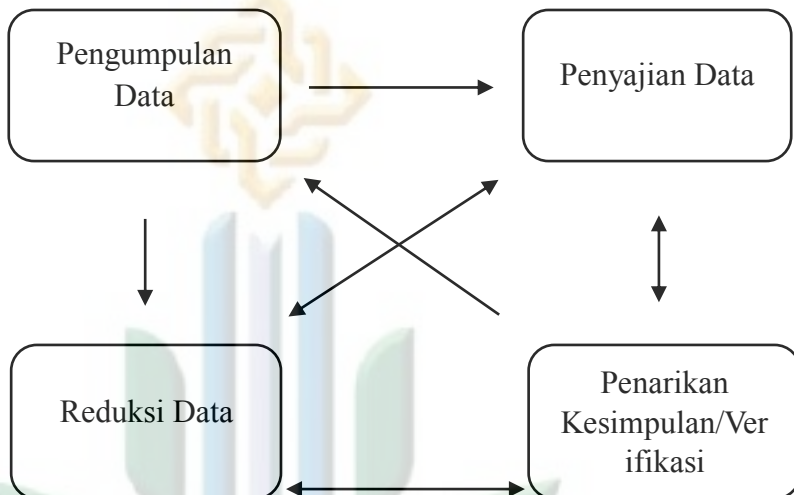 Pengumpulan
Data
Penyajian Data
Reduksi Data
Penarikan
Kesimpulan/Ver
ifikasi